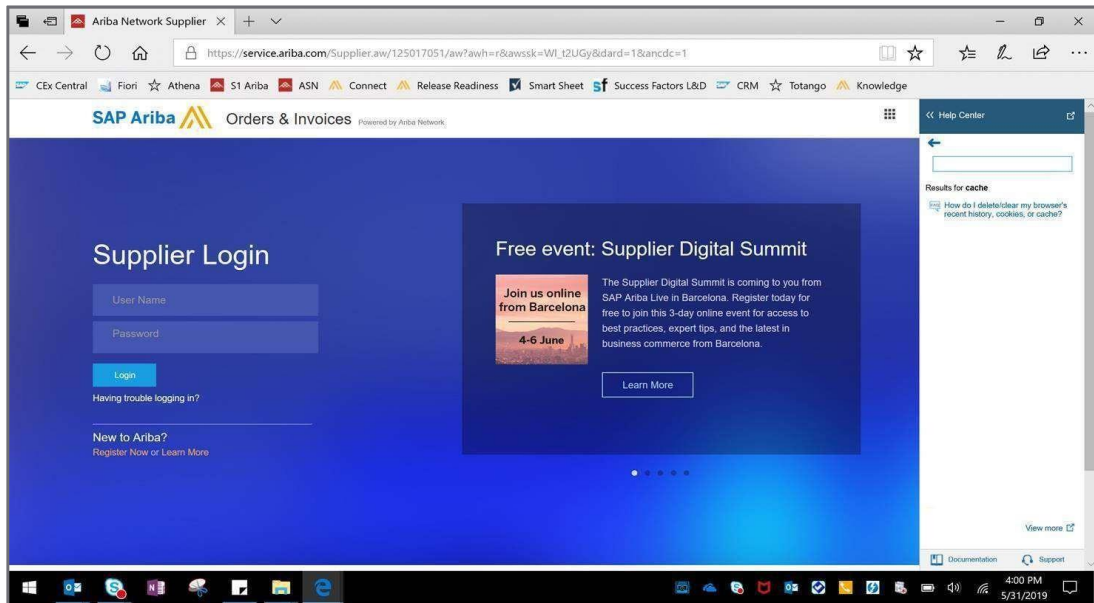 Ariba Network Supplier
https://service.ariba.com/Supplier.aw/125017051/aw?awh=r&awssk=WI_t2UGy&dard=1&ancdc=1
CEx Central Fiori Athena S1 Ariba ASN Connect Release Readiness Smart Sheet Success Factors L&D CRM Totango Knowledge
SAP Ariba Orders & Invoices Powered by Ariba Network
Supplier Login
User Name
Password
Login
Having trouble logging in?
New to Ariba?
Register Now or Learn More
Free event: Supplier Digital Summit
Join us online
from Barcelona
4-6 June
The Supplier Digital Summit is coming to you from
SAP Ariba Live in Barcelona. Register today for
free to join this 3-day online event for access to
best practices, expert tips, and the latest in
business commerce from Barcelona.
Learn More
<< Help Center
Results for cache
How do I delete/clear my browser's
recent history, cookies, or cache?
View more
Documentation Support
4:00 PM
5/31/2019